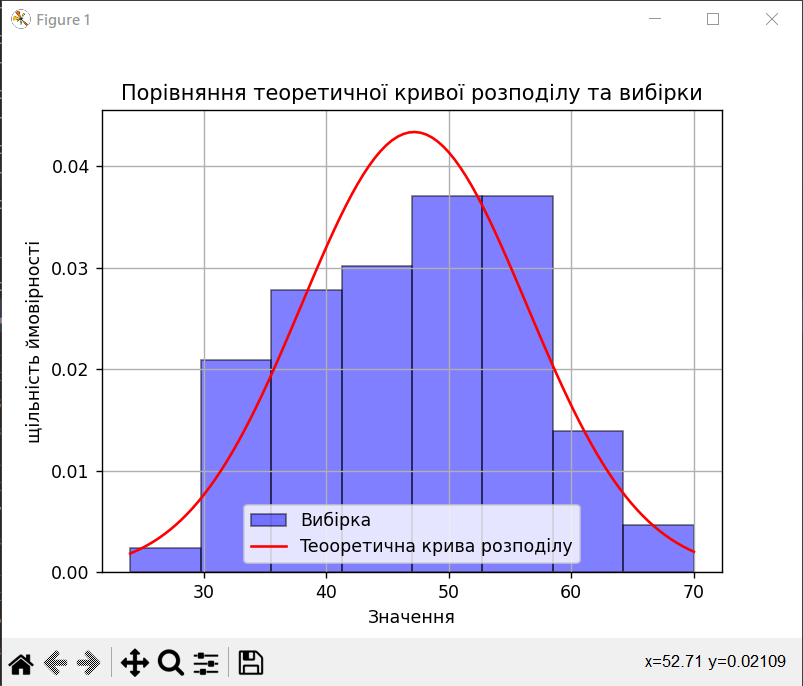 Figure 1
Порівняння теоретичної кривої розподілу та вибірки
0.04
0.03
0.02
0.01
0.00
щільність ймовірності
Вибірка
Теооретична крива розподілу
30 40 50 60 70
Значення
x=52.71 y=0.02109